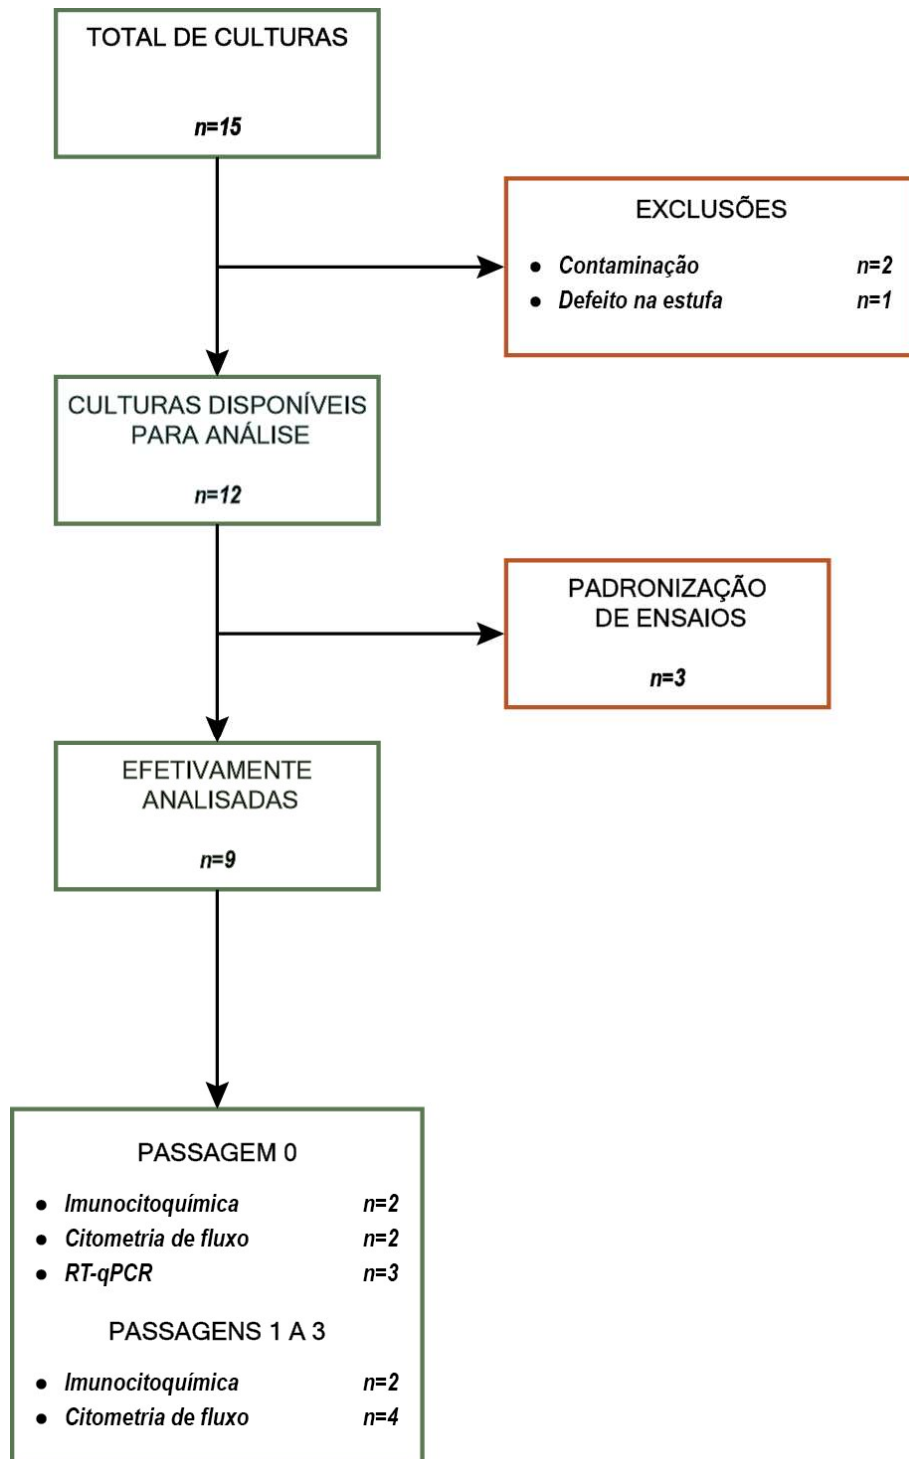 TOTAL DE CULTURAS
n=15
EXCLUSÕES
● Contaminação n=2
● Defeito na estufa n=1
CULTURAS DISPONÍVEIS
PARA ANÁLISE
n=12
PADRONIZAÇÃO
DE ENSAIOS
n=3
EFETIVAMENTE
ANALISADAS
n=9
PASSAGEM 0
● Imunocitoquímica n=2
● Citometria de fluxo n=2
● RT-qPCR n=3
PASSAGENS 1 A 3
● Imunocitoquímica n=2
● Citometria de fluxo n=4